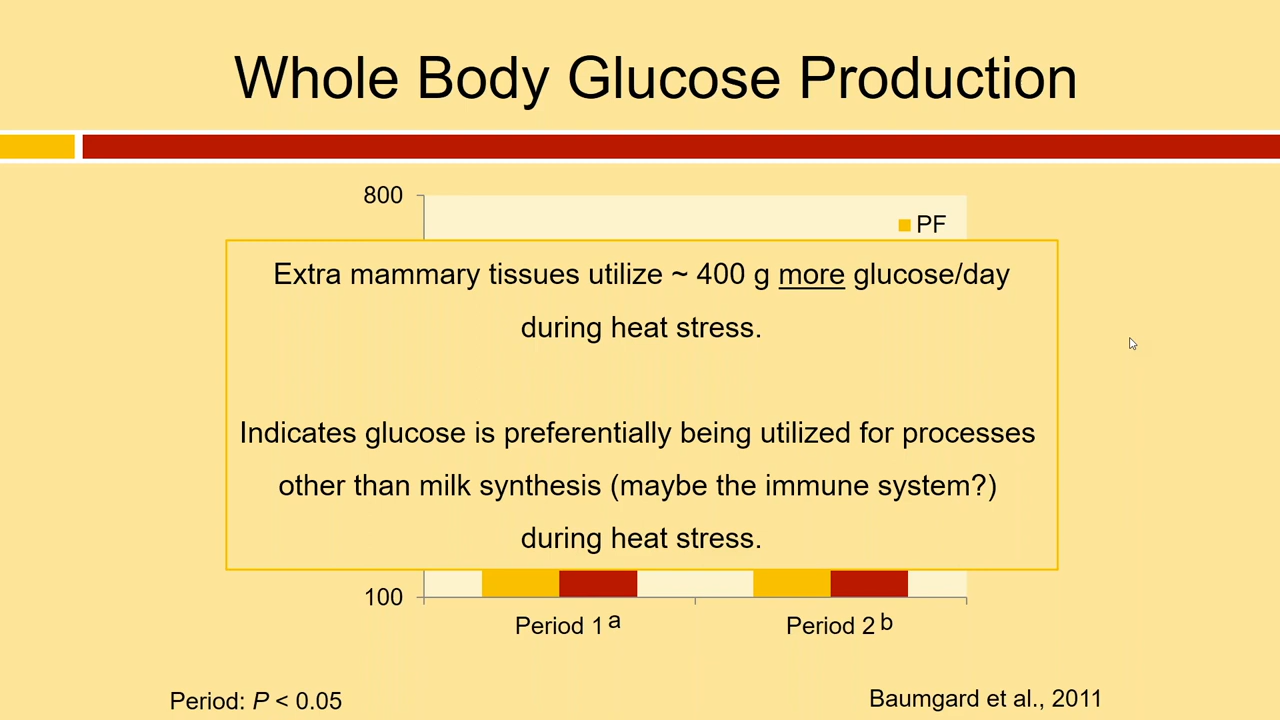 Whole Body Glucose Production
800
PF
Extra mammary tissues utilize ~ 400 g more glucose/day
during heat stress.
Indicates glucose is preferentially being utilized for processes
other than milk synthesis (maybe the immune system?)
during heat stress.
100
Period 1 a
Period 2 b
Period: P < 0.05
Baumgard et al., 2011